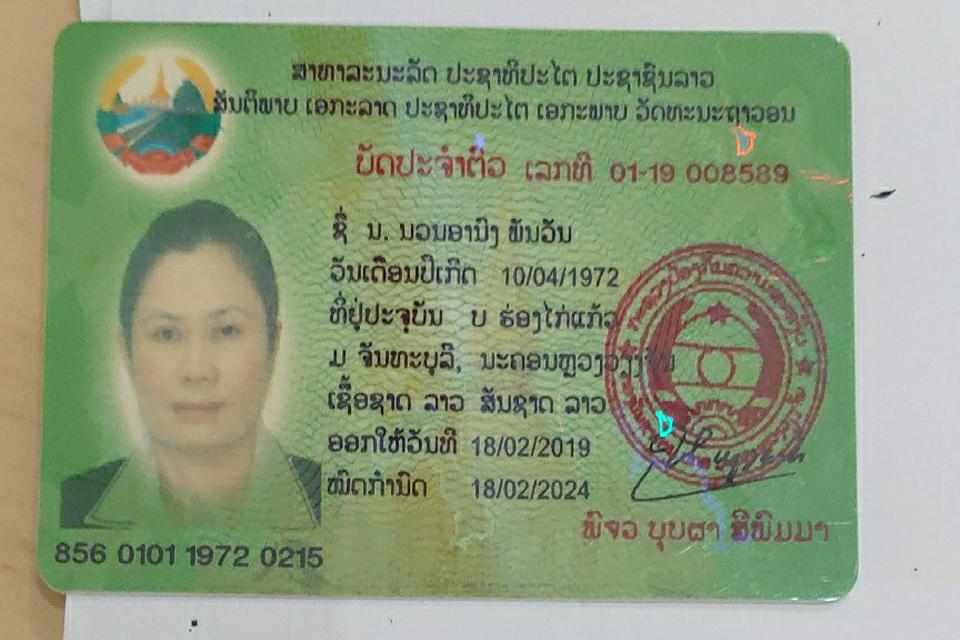 ສາທາລະນະລັດ ປະຊາທິປະໄຕ ປະຊາຊົນລາວ
ສັນຕິພາບ ເອກະລາດ ປະຊາທິປະໄຕ ເອກະພາບ ວັດທະນະຖາວອນ
ບັດປະຈຳຕົວ ເລກທີ 01-19 008589
ຊື່ ນ. ນວນອານົງ ພັນວັນ
ວັນເດືອນປີເກີດ 10/04/1972
ທີ່ຢູ່ປະຈຸບັນ ບ ຮ່ອງໄກ່ແກ້ວ
ມ ຈັນທະບຸລີ, ນະຄອນຫຼວງວຽງຈັນ
ເຊື້ອຊາດ ລາວ ສັນຊາດ ລາວ
ອອກໃຫ້ວັນທີ 18/02/2019
ໝົດກຳນົດ 18/02/2024
ພົຈວ ບຸບຜາ ສີພົມມາ
856 0101 1972 0215